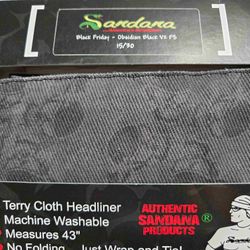 Sandana
Black Friday - Obsidian Black V2 FS
15/30
Terry Cloth Headliner
Machine Washable
Measures 43"
No Folding... Just Wrap and Tie!
AUTHENTIC
SANDANA®
PRODUCTS